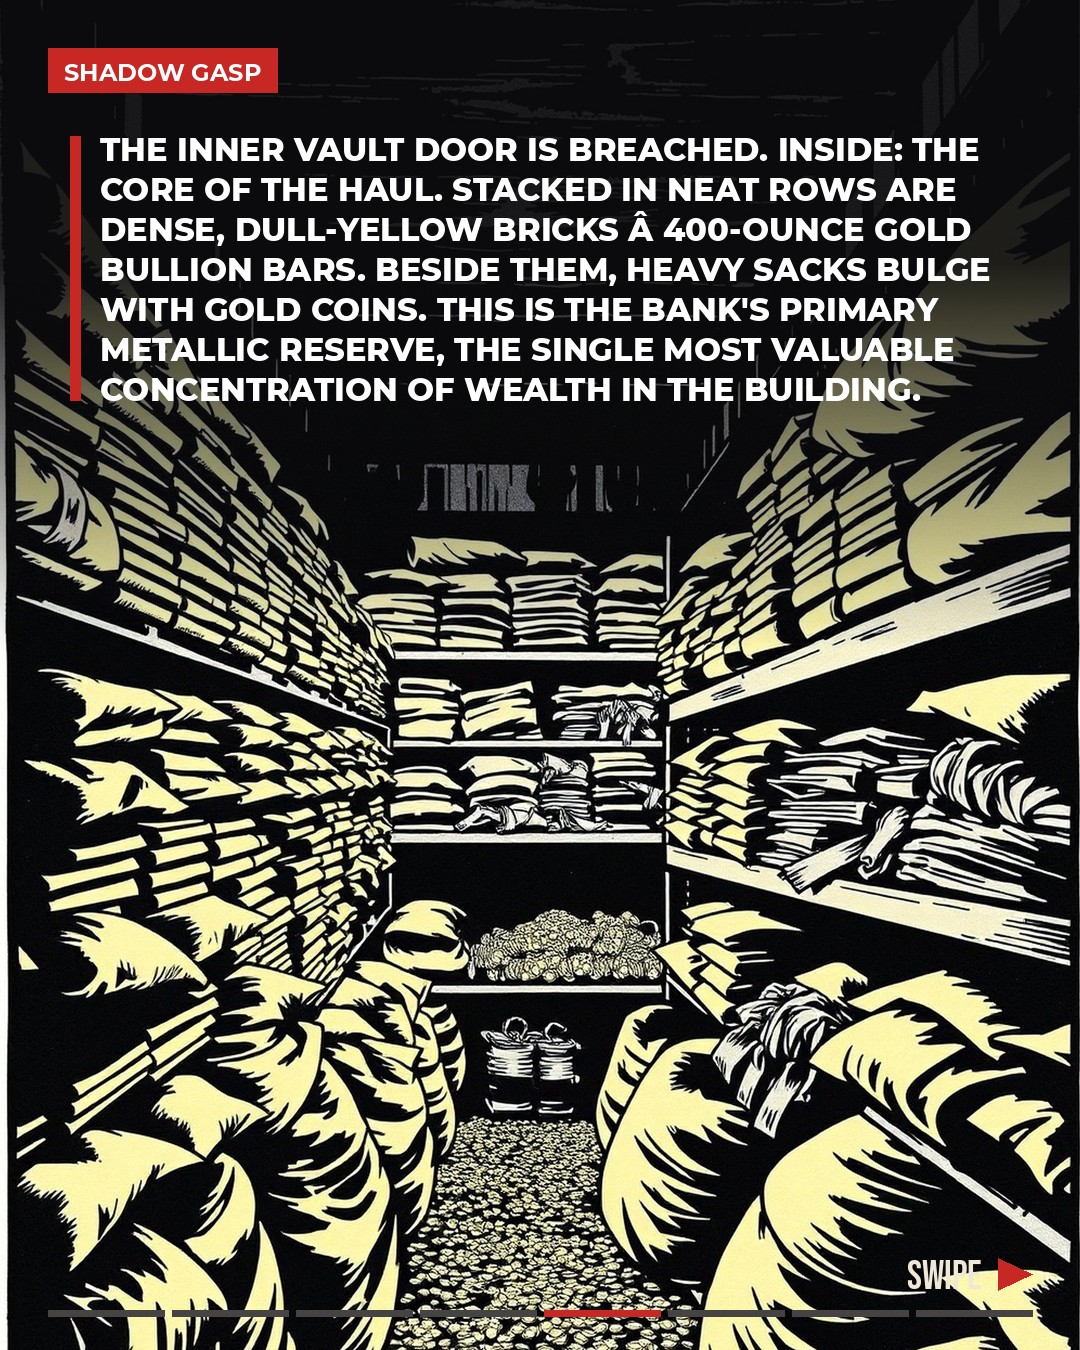 SHADOW GASP
THE INNER VAULT DOOR IS BREACHED. INSIDE: THE
CORE OF THE HAUL. STACKED IN NEAT ROWS ARE
DENSE, DULL-YELLOW BRICKS Â 400-OUNCE GOLD
BULLION BARS. BESIDE THEM, HEAVY SACKS BULGE
WITH GOLD COINS. THIS IS THE BANK'S PRIMARY
METALLIC RESERVE, THE SINGLE MOST VALUABLE
CONCENTRATION OF WEALTH IN THE BUILDING.
SWIPE